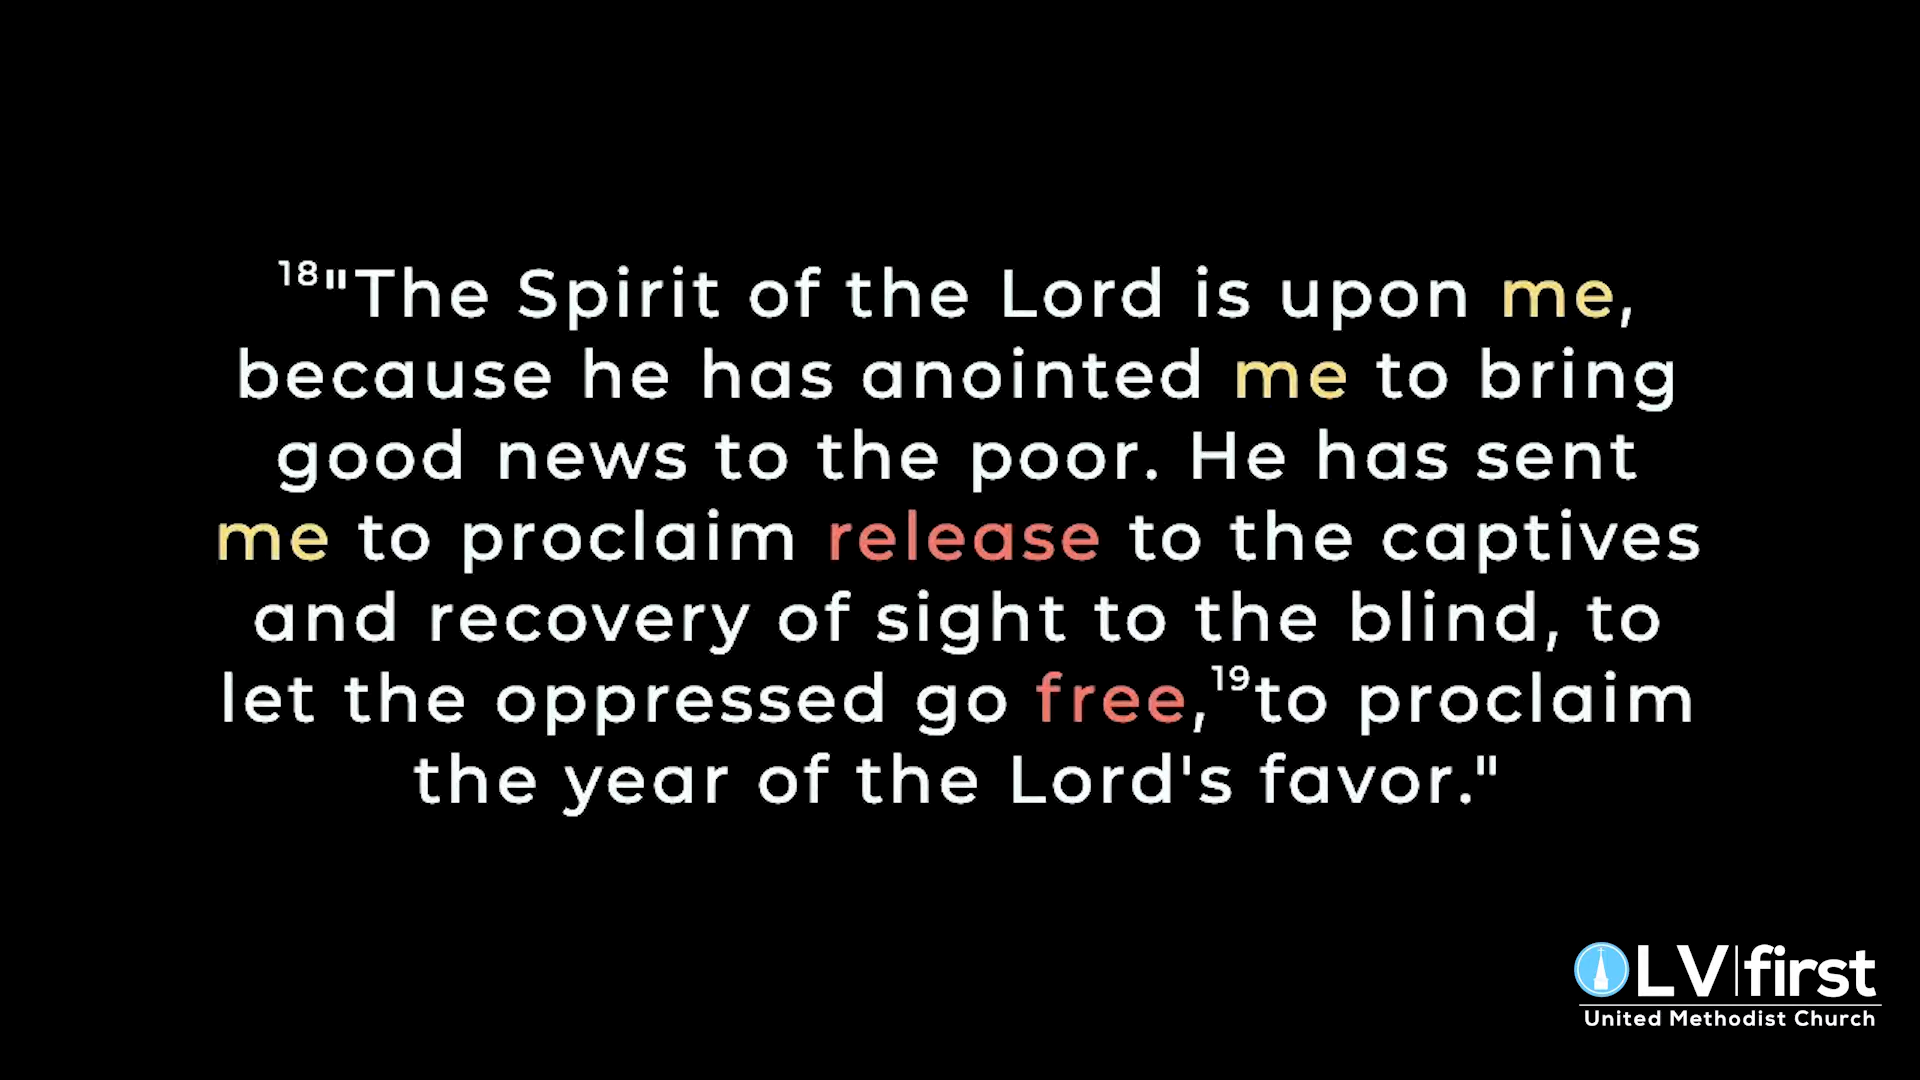 ¹⁸"The Spirit of the Lord is upon me,
because he has anointed me to bring
good news to the poor. He has sent
me to proclaim release to the captives
and recovery of sight to the blind, to
let the oppressed go free,¹⁹to proclaim
the year of the Lord's favor."
LV|first
United Methodist Church